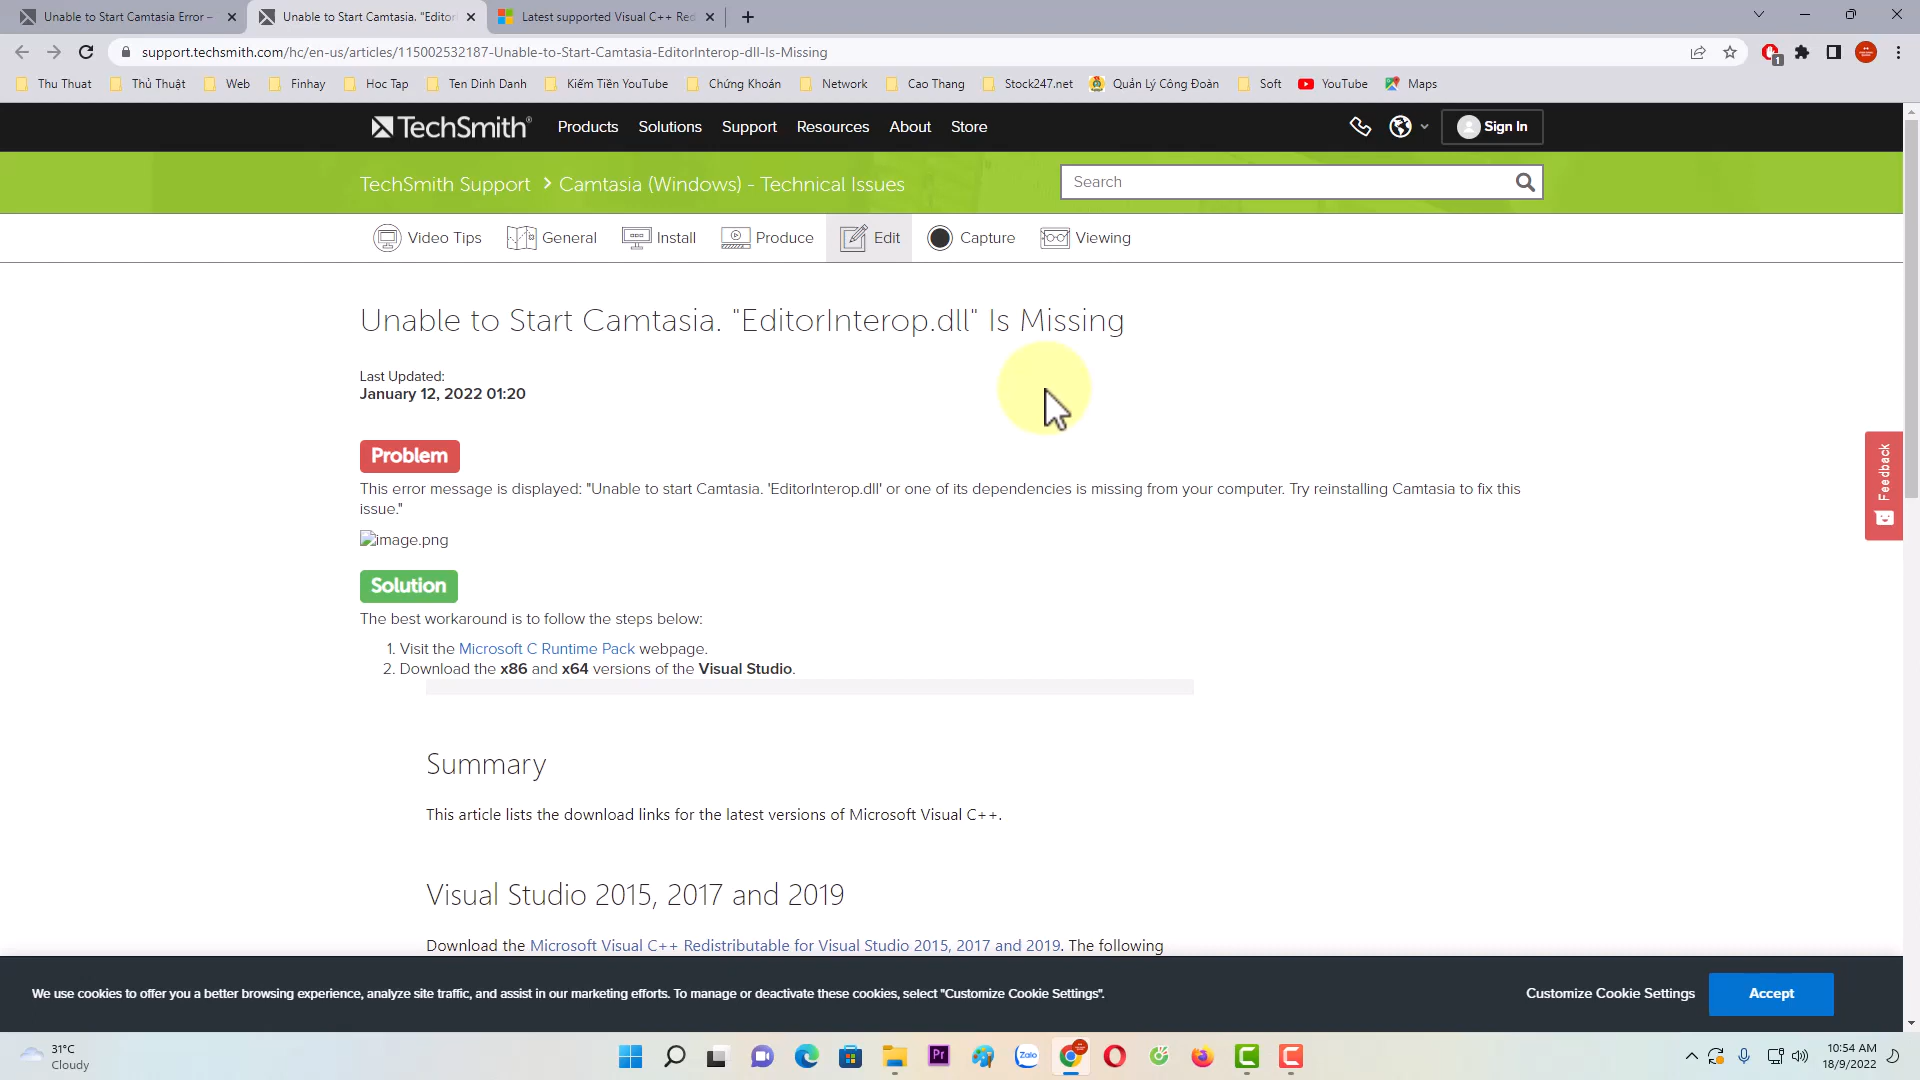 Unable to Start Camtasia Error –
Unable to Start Camtasia. "Editor
Latest supported Visual C++ Red
support.techsmith.com/hc/en-us/articles/115002532187-Unable-to-Start-Camtasia-EditorInterop-dll-Is-Missing
1
Thu Thuat
Thủ Thuật
Web
Finhay
Hoc Tap
Ten Dinh Danh
Kiếm Tiền YouTube
Chứng Khoán
Network
Cao Thang
Stock247.net
Quản Lý Công Đoàn
Soft
YouTube
Maps
TechSmith®
Products
Solutions
Support
Resources
About
Store
Sign In
TechSmith Support > Camtasia (Windows) - Technical Issues
Search
Video Tips
General
Install
Produce
Edit
Capture
Viewing
Unable to Start Camtasia. "EditorInterop.dll" Is Missing
Last Updated:
January 12, 2022 01:20
Problem
This error message is displayed: "Unable to start Camtasia. 'EditorInterop.dll' or one of its dependencies is missing from your computer. Try reinstalling Camtasia to fix this
issue."
image.png
Solution
The best workaround is to follow the steps below:
1. Visit the Microsoft C Runtime Pack webpage.
2. Download the x86 and x64 versions of the Visual Studio.
Summary
This article lists the download links for the latest versions of Microsoft Visual C++.
Visual Studio 2015, 2017 and 2019
Download the Microsoft Visual C++ Redistributable for Visual Studio 2015, 2017 and 2019. The following
Feedback
We use cookies to offer you a better browsing experience, analyze site traffic, and assist in our marketing efforts. To manage or deactivate these cookies, select "Customize Cookie Settings".
Customize Cookie Settings
Accept
31°C
Cloudy
Pr
Zalo
10:54 AM
18/9/2022